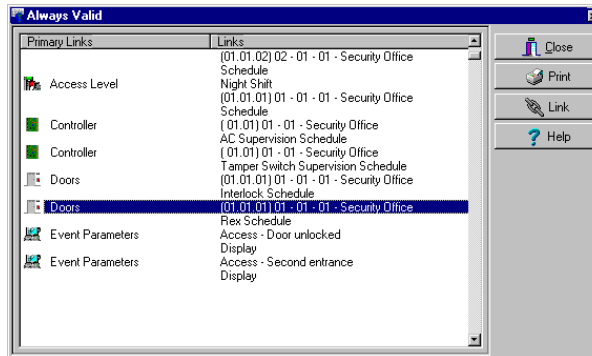 Always Valid
Primary Links Links
(01.01.02) 02 - 01 - 01 - Security Office
Schedule
Access Level Night Shift
(01.01.01) 01 - 01 - 01 - Security Office
Schedule
Controller ( 01.01) 01 - 01 - Security Office
AC Supervision Schedule
Controller ( 01.01) 01 - 01 - Security Office
Tamper Switch Supervision Schedule
Doors (01.01.01) 01 - 01 - 01 - Security Office
Interlock Schedule
Doors (01.01.01) 01 - 01 - 01 - Security Office
Rex Schedule
Event Parameters Access - Door unlocked
Display
Event Parameters Access - Second entrance
Display
Close
Print
Link
Help